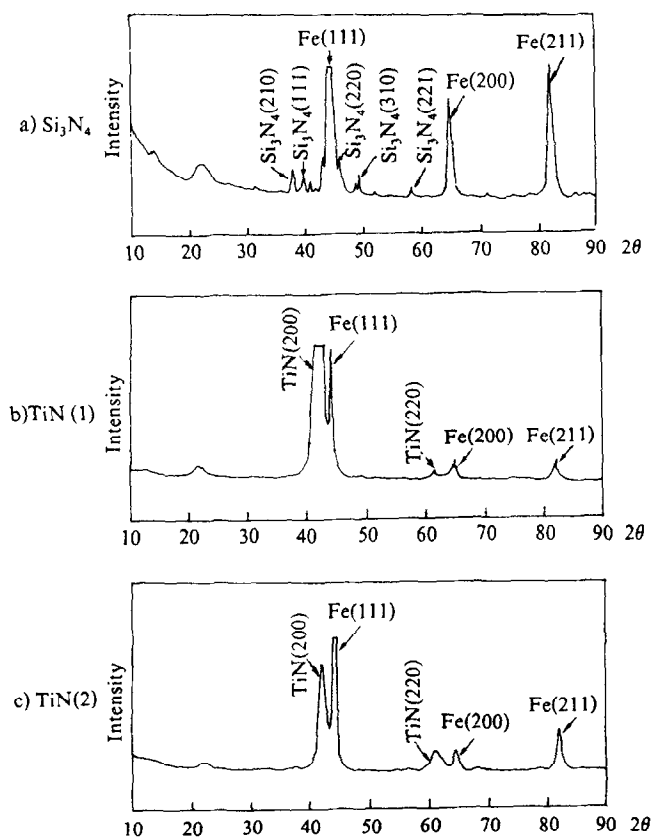 a) Si₃N₄
Intensity
Si₃N₄(210)
Si₃N₄(111)
Fe(111)
Si₃N₄(220)
Si₃N₄(310)
Si₃N₄(221)
Fe(200)
Fe(211)
10 20 30 40 50 60 70 80 90 2θ
b)TiN (1)
Intensity
TiN(200)
Fe(111)
TiN(220)
Fe(200)
Fe(211)
10 20 30 40 50 60 70 80 90 2θ
c) TiN(2)
Intensity
TiN(200)
Fe(111)
TiN(220)
Fe(200)
Fe(211)
10 20 30 40 50 60 70 80 90 2θ